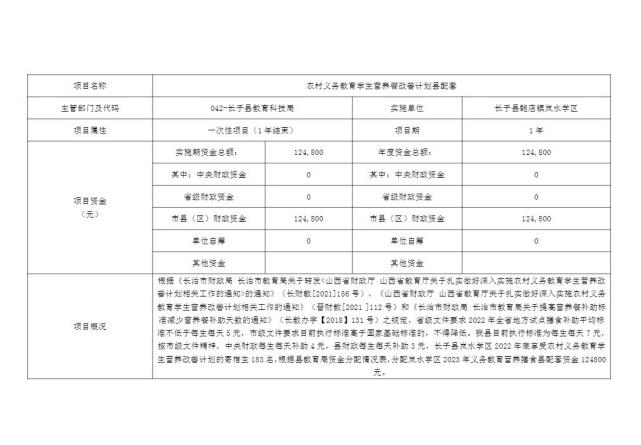 项目名称 农村义务教育学生营养餐改善计划县配套
主管部门及代码 042-长子县教育科技局 实施单位 长子县鲍店镇岚水学区
项目属性 一次性项目（1年结束） 项目期 1年
项目资金（元） 实施期资金总额： 124,800 年度资金总额： 124,800
其中：中央财政资金 0 其中：中央财政资金 0
省级财政资金 0 省级财政资金 0
市县（区）财政资金 124,800 市县（区）财政资金 124,800
单位自筹 0 单位自筹 0
其他资金 其他资金
项目概况
根据《长治市财政局 长治市教育局关于转发<山西省财政厅 山西省教育厅关于扎实做好深入实施农村义务教育学生营养改
善计划相关工作的通知>的通知》（长财教[2021]156号）、《山西省财政厅 山西省教育厅关于扎实做好深入实施农村义务教
育学生营养改善计划相关工作的通知》（晋财教[2021]112号）和《长治市财政局 长治市教育局关于提高营养餐补助标
准减少营养餐补助天数的通知》（长教办字【2018】131号）之规定，省级文件要求2022年全省地方试点膳食补助平均标
准不低于每生每天5元，市级文件要求目前执行标准高于国家基础标准的，不得降低。我县目前执行标准为每生每天7元，
按市级文件精神，中央财政每生每天补助4元，县财政每生每天补助3元，长子县岚水学区2022年底享受农村义务教育学
生营养改善计划的寄宿生183名，根据县教育局资金分配情况表，分配岚水学区2023年义务教育营养膳食县配套资金124800
元。